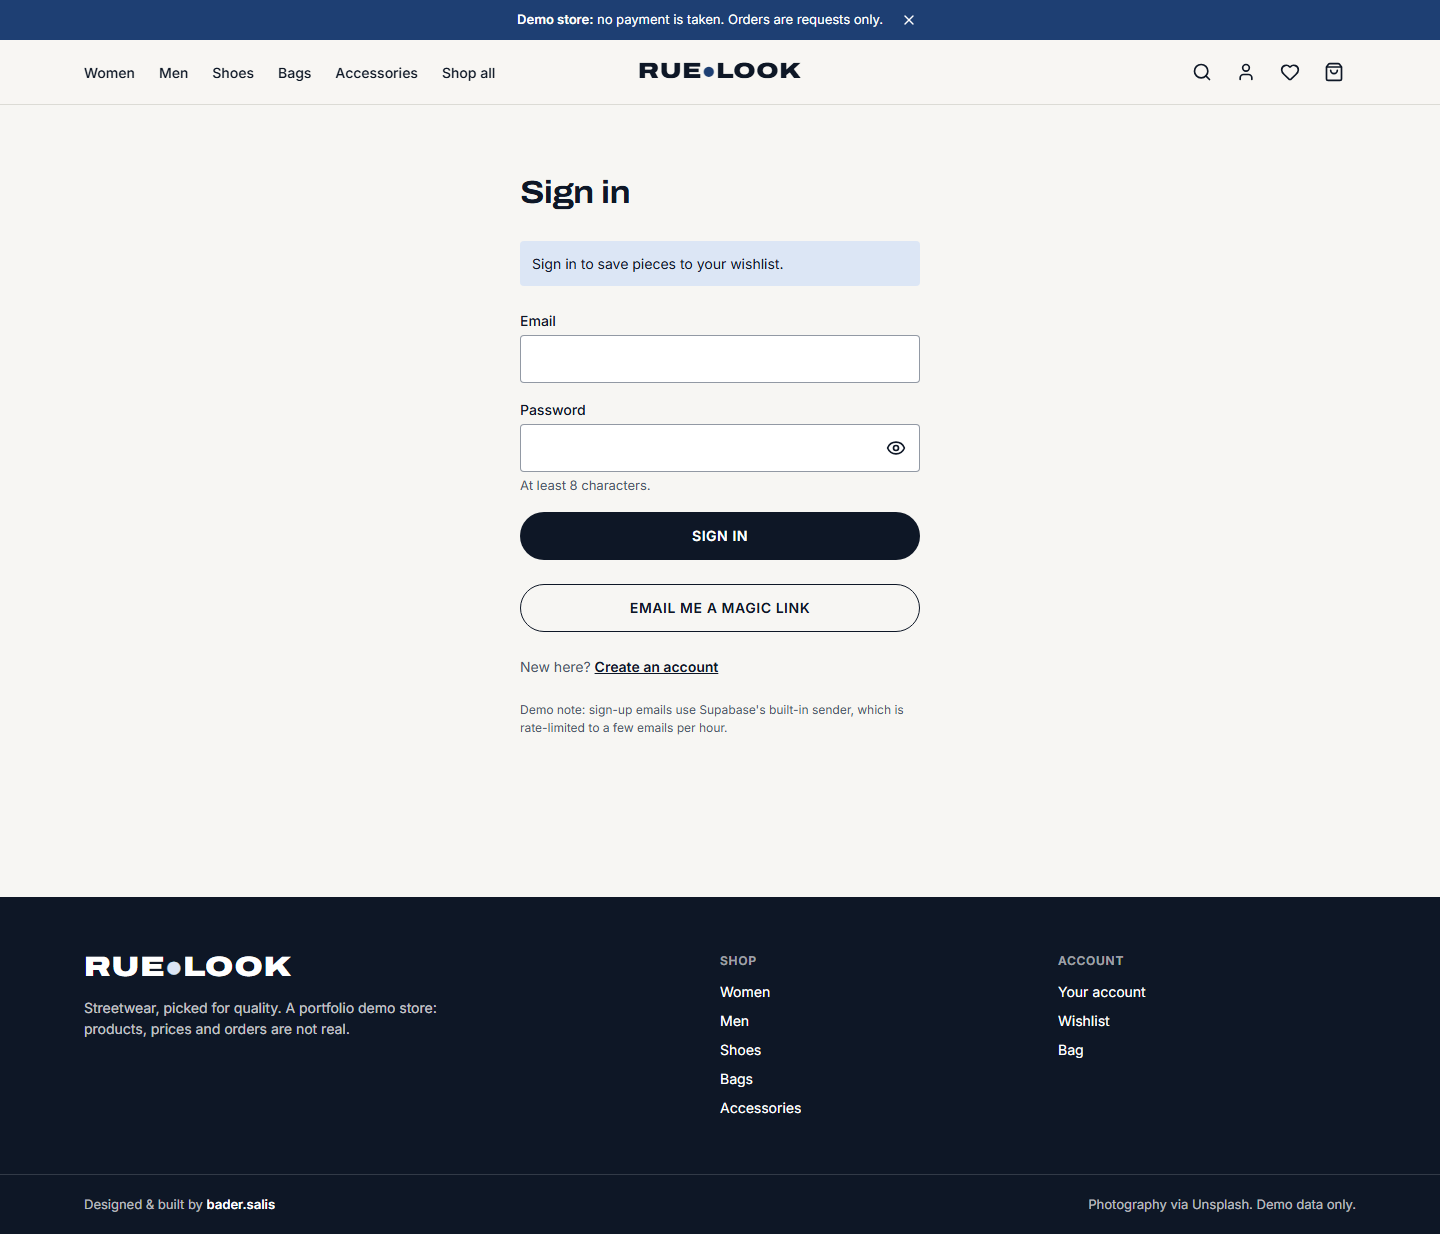 Demo store: no payment is taken. Orders are requests only.
Women Men Shoes Bags Accessories Shop all
RUE•LOOK
Sign in
Sign in to save pieces to your wishlist.
Email
Password
At least 8 characters.
SIGN IN
EMAIL ME A MAGIC LINK
New here? Create an account
Demo note: sign-up emails use Supabase's built-in sender, which is
rate-limited to a few emails per hour.
RUE•LOOK
Streetwear, picked for quality. A portfolio demo store:
products, prices and orders are not real.
SHOP
Women
Men
Shoes
Bags
Accessories
ACCOUNT
Your account
Wishlist
Bag
Designed & built by bader.salis
Photography via Unsplash. Demo data only.